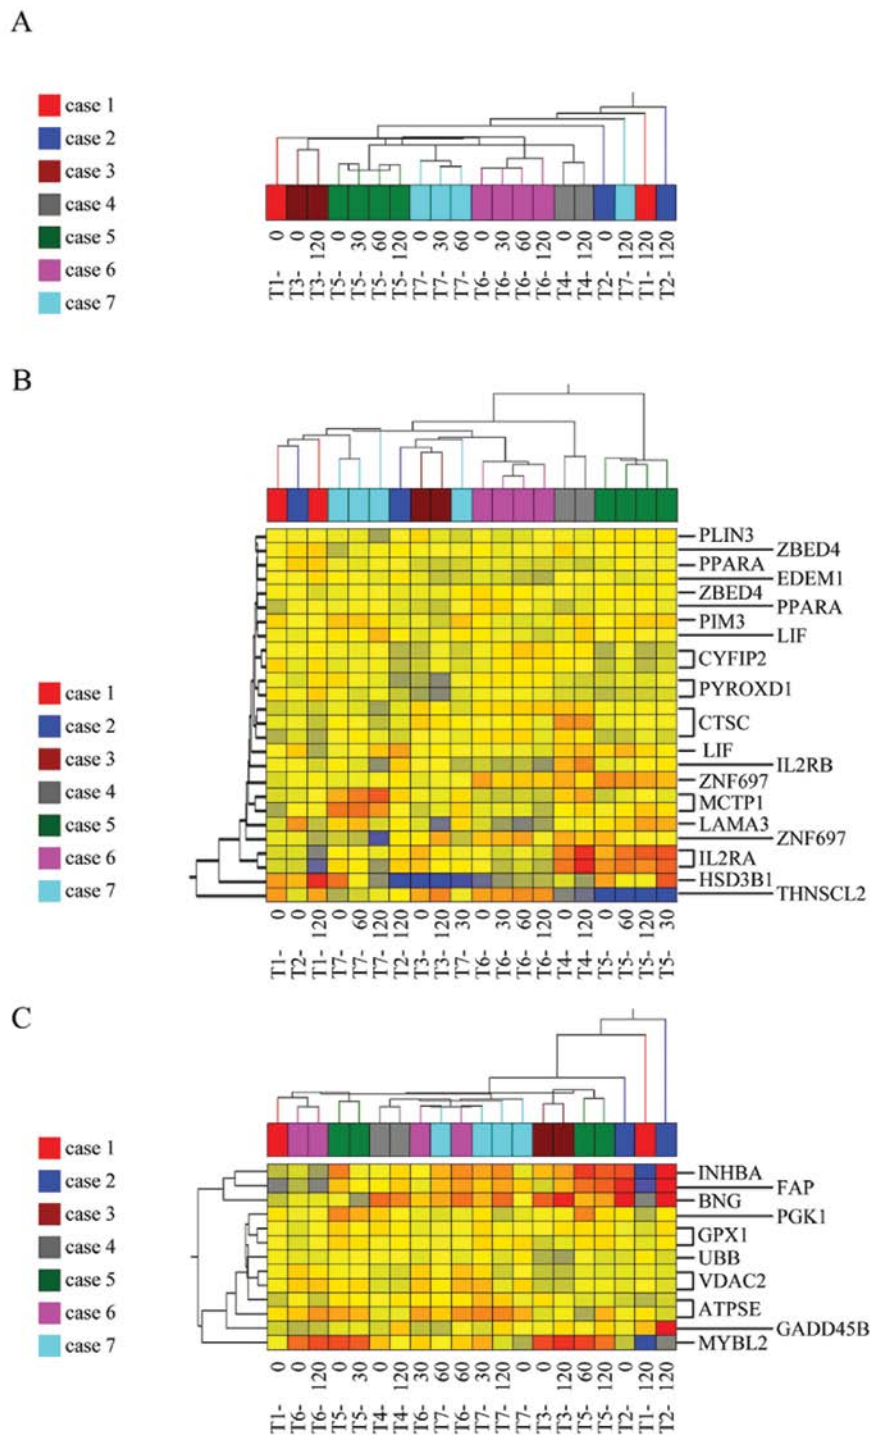 A
case 1
case 2
case 3
case 4
case 5
case 6
case 7
0 0 120 0 30 60 120 0 30 60 0 30 60 120 0 120 0 120 120 120
T1- T3- T3- T5- T5- T5- T5- T7- T7- T7- T6- T6- T6- T6- T4- T4- T2- T7- T1- T2-
B
PLIN3
ZBED4
PPARA
EDEM1
ZBED4
PPARA
PIM3
LIF
CYFIP2
PYROXD1
CTSC
LIF
IL2RB
ZNF697
MCTP1
LAMA3
ZNF697
IL2RA
HSD3B1
THNSCL2
case 1
case 2
case 3
case 4
case 5
case 6
case 7
0 0 120 0 60 120 120 0 120 30 0 30 60 120 0 120 0 60 120 30
T1- T2- T1- T7- T7- T7- T2- T3- T3- T7- T6- T6- T6- T6- T4- T4- T5- T5- T5- T5-
C
INHBA
FAP
BNG
PGK1
GPX1
UBB
VDAC2
ATPSE
GADD45B
MYBL2
case 1
case 2
case 3
case 4
case 5
case 6
case 7
0 0 120 0 30 0 120 30 60 60 30 120 0 0 120 60 120 0 120 120
T1- T6- T6- T5- T5- T4- T4- T6- T7- T6- T7- T7- T7- T3- T3- T5- T5- T2- T1- T2-